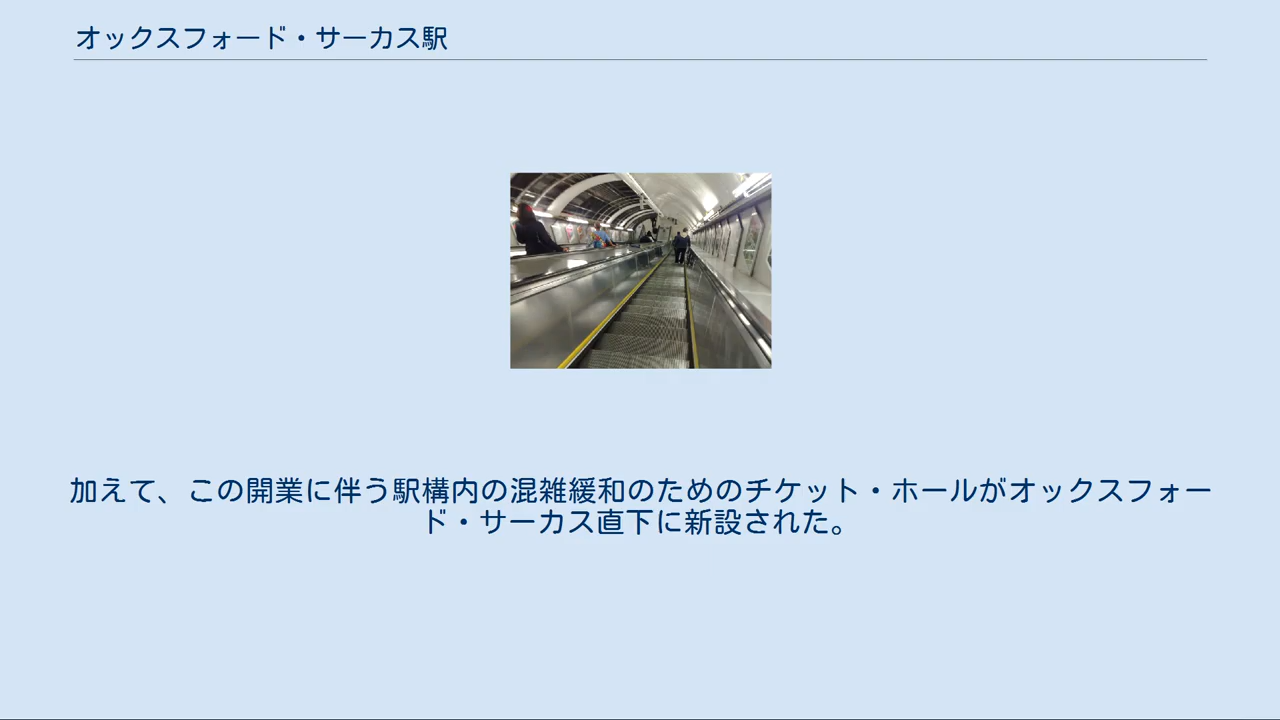 オックスフォード・サーカス駅
加えて、この開業に伴う駅構内の混雑緩和のためのチケット・ホールがオックスフォー
ド・サーカス直下に新設された。